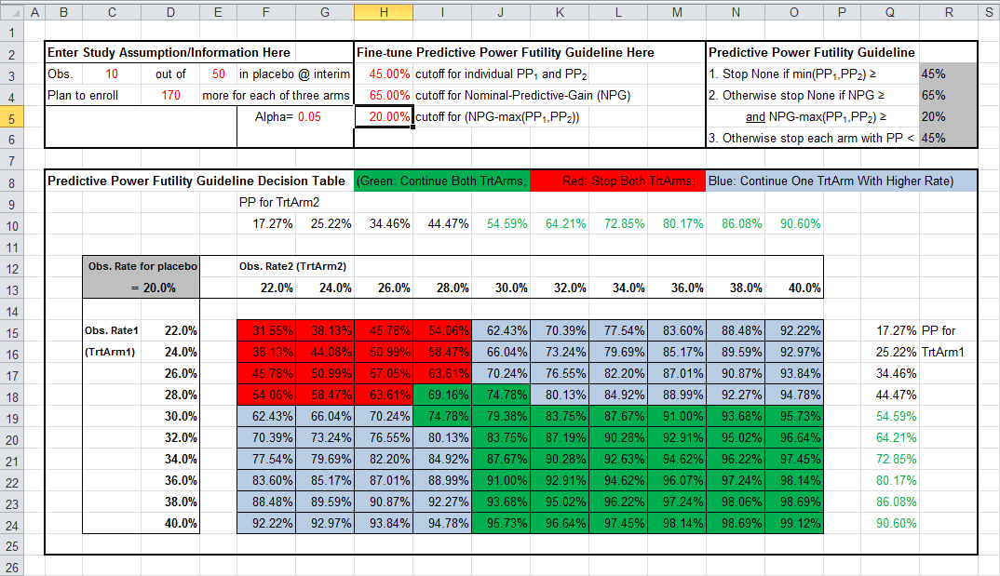 A B C D E F G H I J K L M N O P Q R S
1
2 Enter Study Assumption/Information Here Fine-tune Predictive Power Futility Guideline Here Predictive Power Futility Guideline
3 Obs. 10 out of 50 in placebo @ interim 45.00% cutoff for individual PP1 and PP2 1. Stop None if min(PP1,PP2) ≥ 45%
4 Plan to enroll 170 more for each of three arms 65.00% cutoff for Nominal-Predictive-Gain (NPG) 2. Otherwise stop None if NPG ≥ 65%
5 Alpha= 0.05 20.00% cutoff for (NPG-max(PP1,PP2)) and NPG-max(PP1,PP2) ≥ 20%
6 3. Otherwise stop each arm with PP < 45%
7
8 Predictive Power Futility Guideline Decision Table (Green: Continue Both TrtArms; Red: Stop Both TrtArms; Blue: Continue One TrtArm With Higher Rate)
9 PP for TrtArm2
10 17.27% 25.22% 34.46% 44.47% 54.59% 64.21% 72.85% 80.17% 86.08% 90.60%
11
12 Obs. Rate for placebo Obs. Rate2 (TrtArm2)
13 = 20.0% 22.0% 24.0% 26.0% 28.0% 30.0% 32.0% 34.0% 36.0% 38.0% 40.0%
14
15 Obs. Rate1 22.0% 31.55% 38.13% 45.78% 54.06% 62.43% 70.39% 77.54% 83.60% 88.48% 92.22% 17.27% PP for
16 (TrtArm1) 24.0% 38.13% 44.08% 50.99% 58.47% 66.04% 73.24% 79.69% 85.17% 89.59% 92.97% 25.22% TrtArm1
17 26.0% 45.78% 50.99% 57.05% 63.61% 70.24% 76.55% 82.20% 87.01% 90.87% 93.84% 34.46%
18 28.0% 54.06% 58.47% 63.61% 69.16% 74.78% 80.13% 84.92% 88.99% 92.27% 94.78% 44.47%
19 30.0% 62.43% 66.04% 70.24% 74.78% 79.38% 83.75% 87.67% 91.00% 93.68% 95.73% 54.59%
20 32.0% 70.39% 73.24% 76.55% 80.13% 83.75% 87.19% 90.28% 92.91% 95.02% 96.64% 64.21%
21 34.0% 77.54% 79.69% 82.20% 84.92% 87.67% 90.28% 92.63% 94.62% 96.22% 97.45% 72.85%
22 36.0% 83.60% 85.17% 87.01% 88.99% 91.00% 92.91% 94.62% 96.07% 97.24% 98.14% 80.17%
23 38.0% 88.48% 89.59% 90.87% 92.27% 93.68% 95.02% 96.22% 97.24% 98.06% 98.69% 86.08%
24 40.0% 92.22% 92.97% 93.84% 94.78% 95.73% 96.64% 97.45% 98.14% 98.69% 99.12% 90.60%
25
26